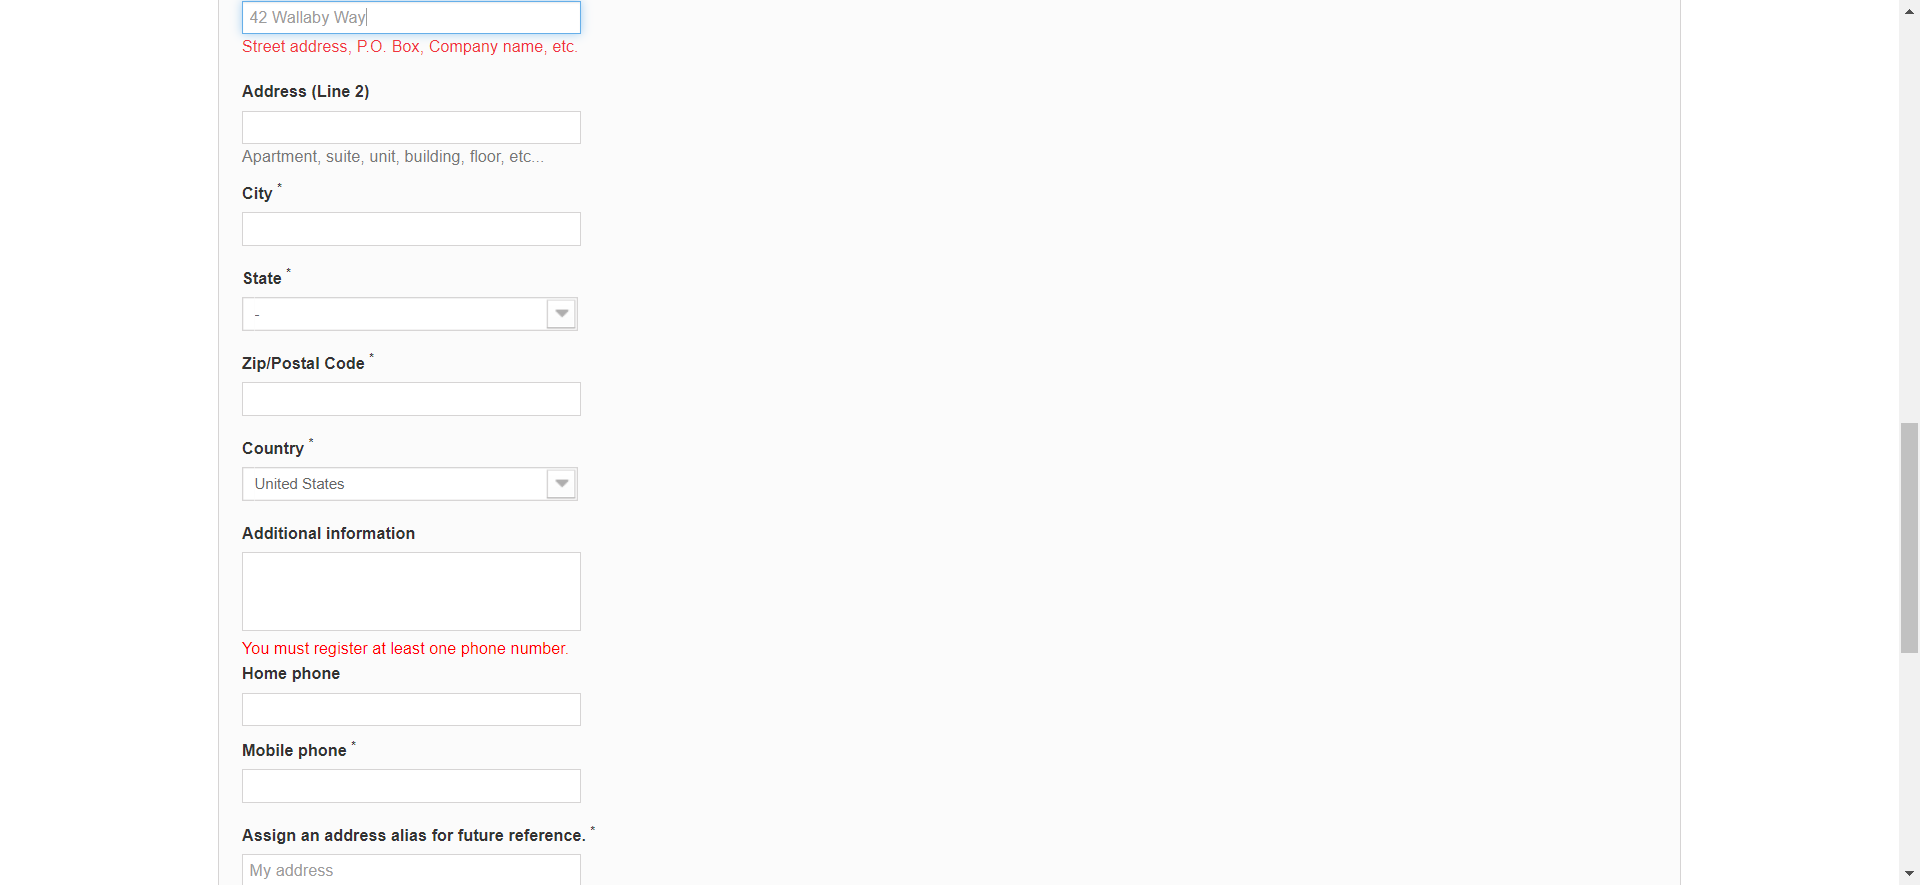 42 Wallaby Way
Street address, P.O. Box, Company name, etc.
Address (Line 2)
Apartment, suite, unit, building, floor, etc...
City *
State *
-
Zip/Postal Code *
Country *
United States
Additional information
You must register at least one phone number.
Home phone
Mobile phone *
Assign an address alias for future reference. *
My address